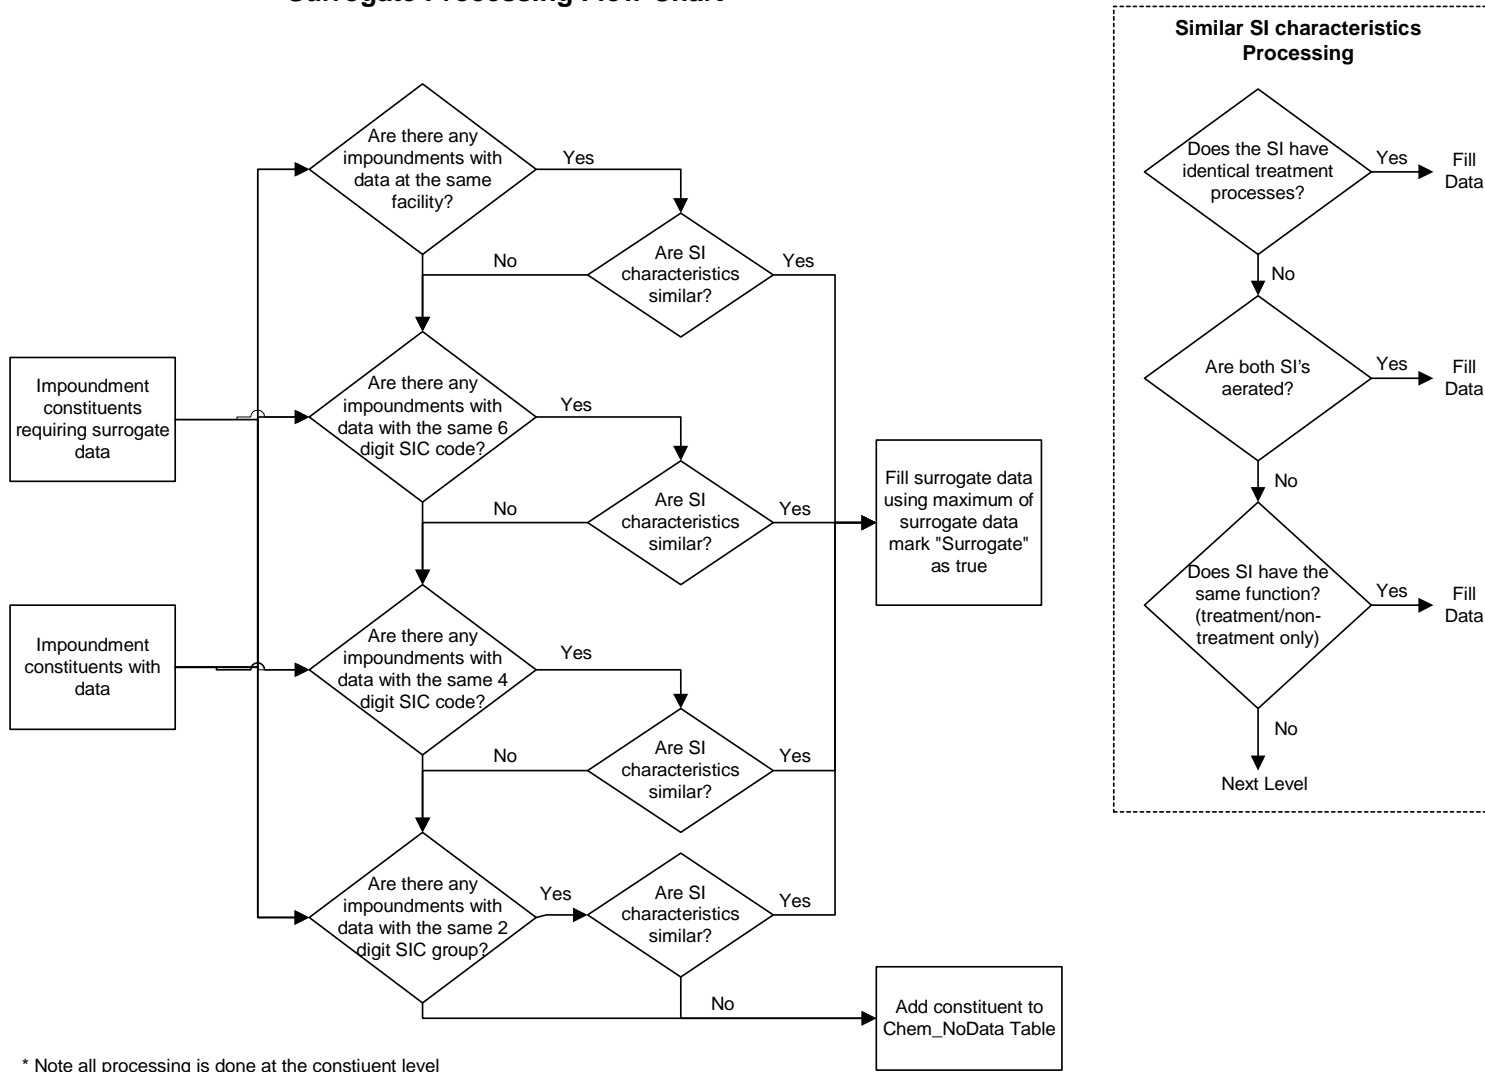 Surrogate Processing Flow Chart
Similar SI characteristics
Processing
Are there any
impoundments with
data at the same
facility?
Yes
Are SI
characteristics
similar?
No
Yes
Are there any
impoundments with
data with the same 6
digit SIC code?
Yes
Are SI
characteristics
similar?
No
Yes
Are there any
impoundments with
data with the same 4
digit SIC code?
Yes
Are SI
characteristics
similar?
No
Yes
Are there any
impoundments with
data with the same 2
digit SIC group?
Yes
Are SI
characteristics
similar?
Yes
No
Impoundment
constituents
requiring surrogate
data
Impoundment
constituents with
data
Fill surrogate data
using maximum of
surrogate data
mark "Surrogate"
as true
Add constituent to
Chem_NoData Table
Does the SI have
identical treatment
processes?
Yes
Fill
Data
No
Are both SI's
aerated?
Yes
Fill
Data
No
Does SI have the
same function?
(treatment/non-
treatment only)
Yes
Fill
Data
No
Next Level
* Note all processing is done at the constiuent level